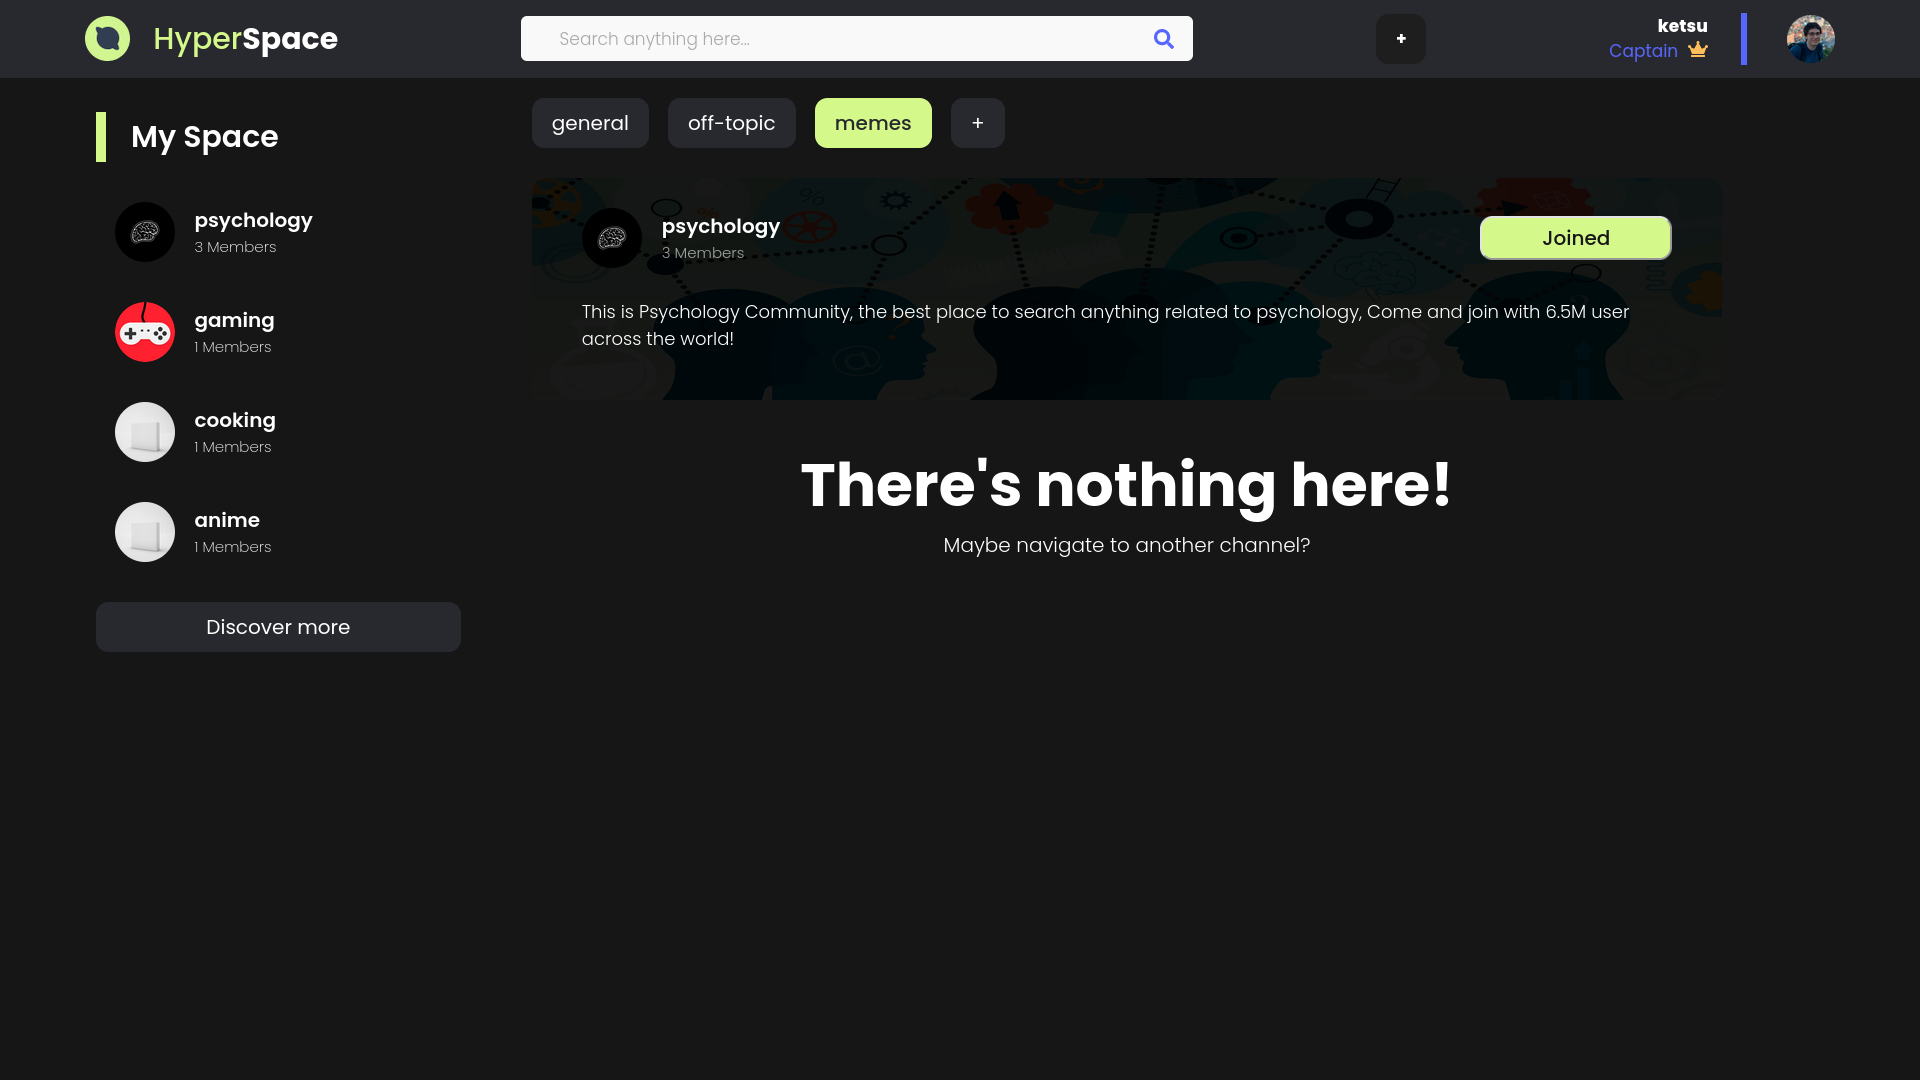 HyperSpace
Search anything here...
+
ketsu
Captain
My Space
psychology
3 Members
gaming
1 Members
cooking
1 Members
anime
1 Members
Discover more
general
off-topic
memes
+
psychology
3 Members
Joined
This is Psychology Community, the best place to search anything related to psychology, Come and join with 6.5M user
across the world!
There's nothing here!
Maybe navigate to another channel?